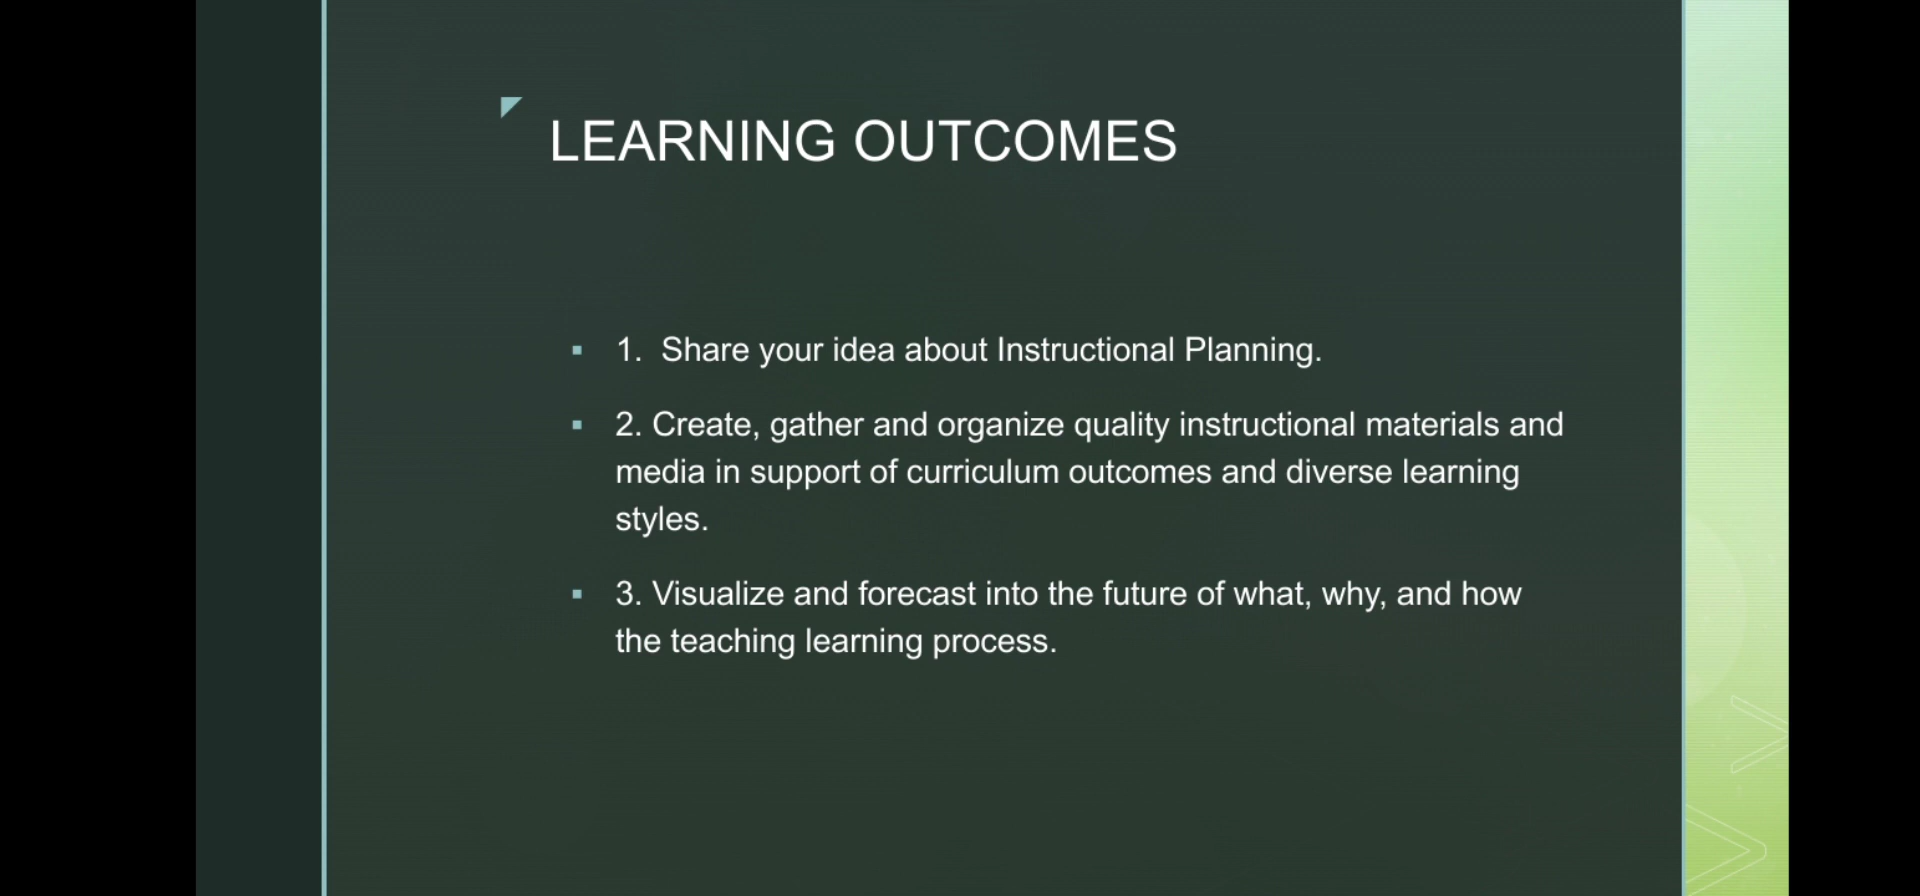 LEARNING OUTCOMES
1. Share your idea about Instructional Planning.
2. Create, gather and organize quality instructional materials and
media in support of curriculum outcomes and diverse learning
styles.
3. Visualize and forecast into the future of what, why, and how
the teaching learning process.